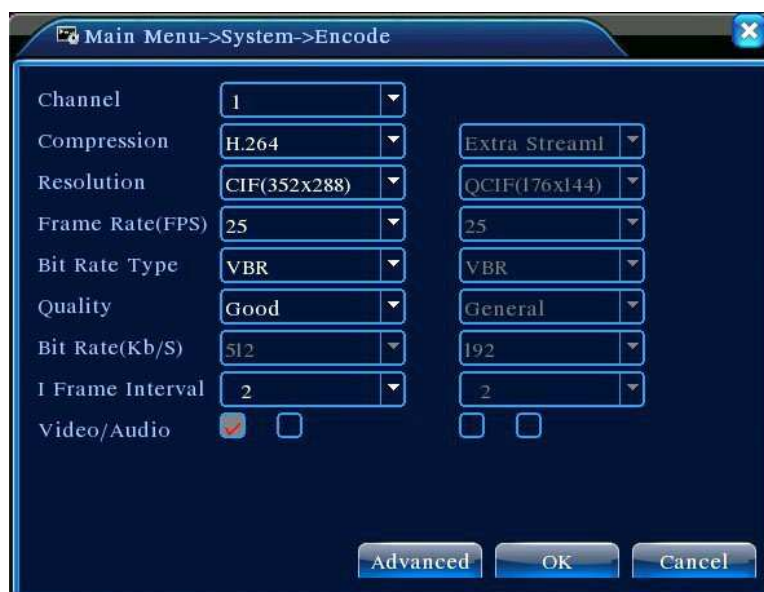 Main Menu->System->Encode
Channel 1
Compression H.264 Extra Stream1
Resolution CIF(352x288) QCIF(176x144)
Frame Rate(FPS) 25 25
Bit Rate Type VBR VBR
Quality Good General
Bit Rate(Kb/S) 512 192
I Frame Interval 2 2
Video/Audio
Advanced OK Cancel